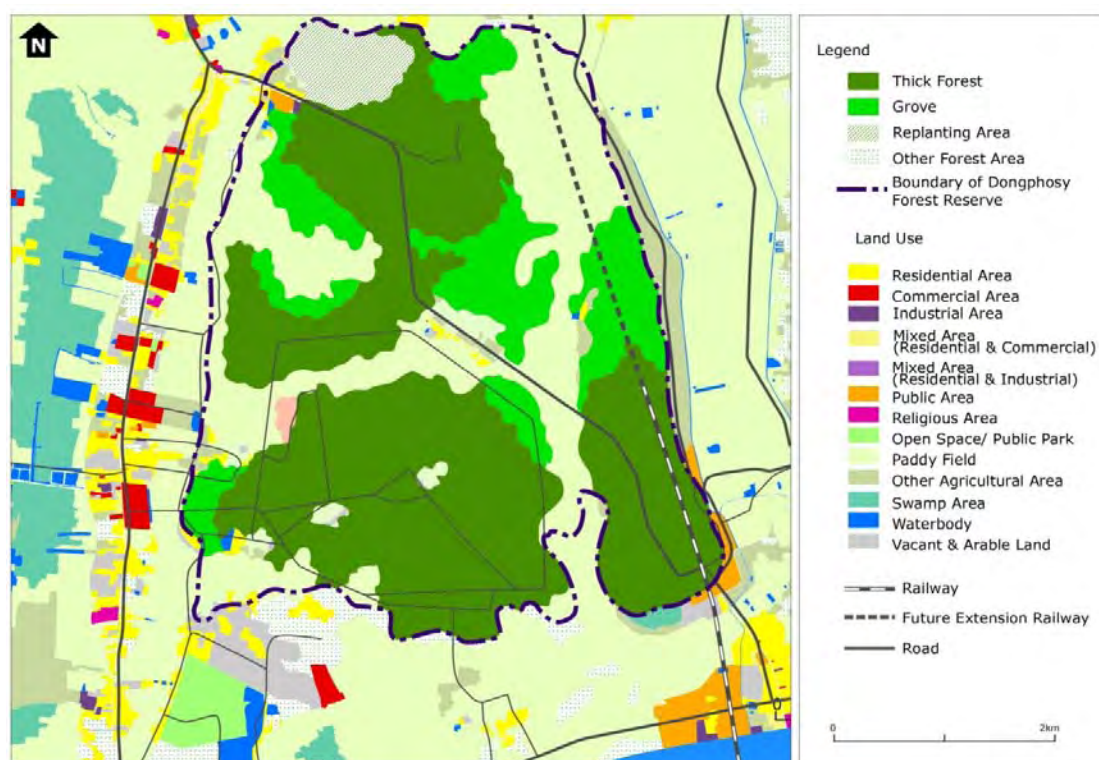 N
Legend
Thick Forest
Grove
Replanting Area
Other Forest Area
Boundary of Dongphosy
Forest Reserve
Land Use
Residential Area
Commercial Area
Industrial Area
Mixed Area
(Residential & Commercial)
Mixed Area
(Residential & Industrial)
Public Area
Religious Area
Open Space/ Public Park
Paddy Field
Other Agricultural Area
Swamp Area
Waterbody
Vacant & Arable Land
Railway
Future Extension Railway
Road
0 2km